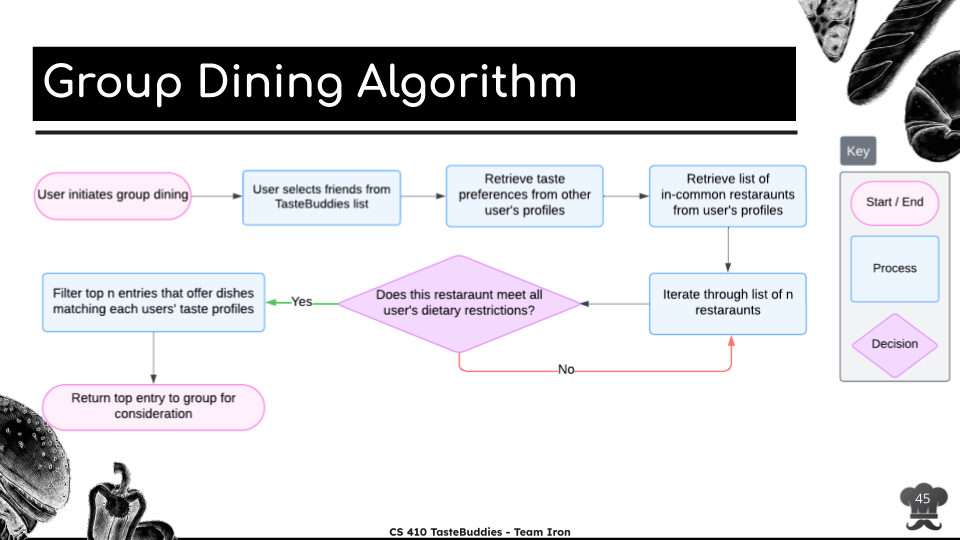 Group Dining Algorithm
Key
User initiates group dining
User selects friends from
TasteBuddies list
Retrieve taste
preferences from other
user's profiles
Retrieve list of
in-common restaraunts
from user's profiles
Start / End
Process
Decision
Filter top n entries that offer dishes
matching each users' taste profiles
Yes
Does this restaraunt meet all
user's dietary restrictions?
Iterate through list of n
restaraunts
No
Return top entry to group for
consideration
45
CS 410 TasteBuddies - Team Iron